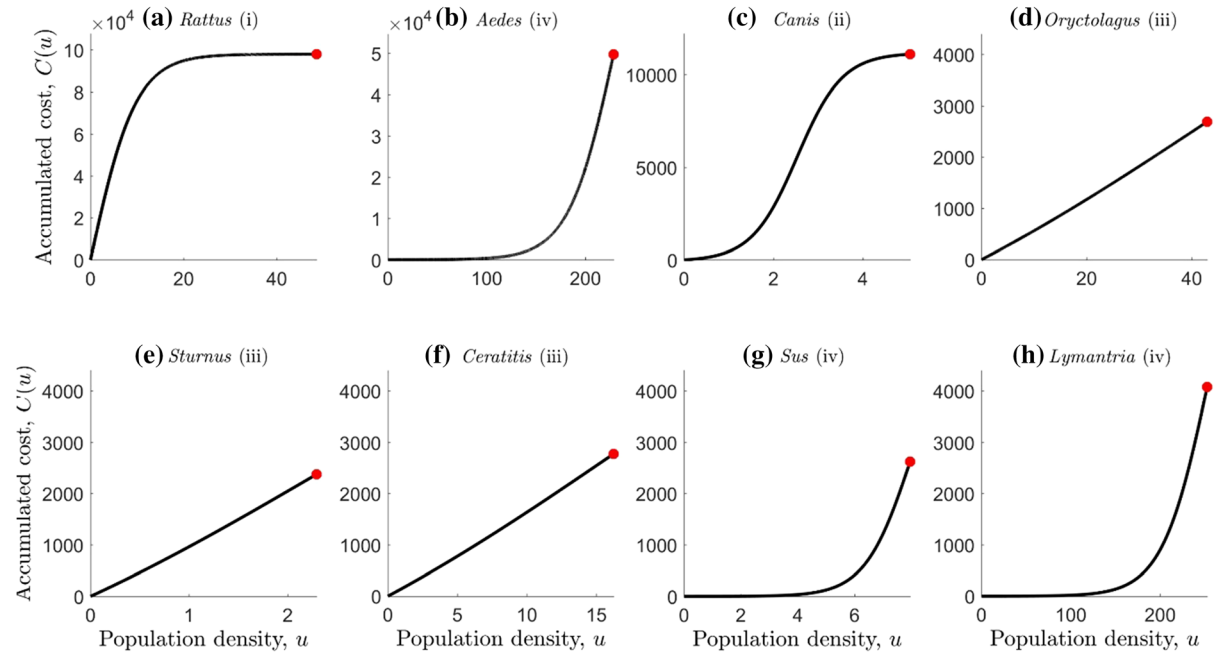 (a) Rattus (i)
×10⁴
Accumulated cost, C(u)
10
8
6
4
2
0
0 20 40
(b) Aedes (iv)
×10⁴
5
4
3
2
1
0
0 100 200
(c) Canis (ii)
10000
5000
0
0 2 4
(d) Oryctolagus (iii)
4000
3000
2000
1000
0
0 20 40
(e) Sturnus (iii)
Accumulated cost, C(u)
4000
3000
2000
1000
0
0 1 2
Population density, u
(f) Ceratitis (iii)
4000
3000
2000
1000
0
0 5 10 15
Population density, u
(g) Sus (iv)
4000
3000
2000
1000
0
0 2 4 6
Population density, u
(h) Lymantria (iv)
4000
3000
2000
1000
0
0 100 200
Population density, u